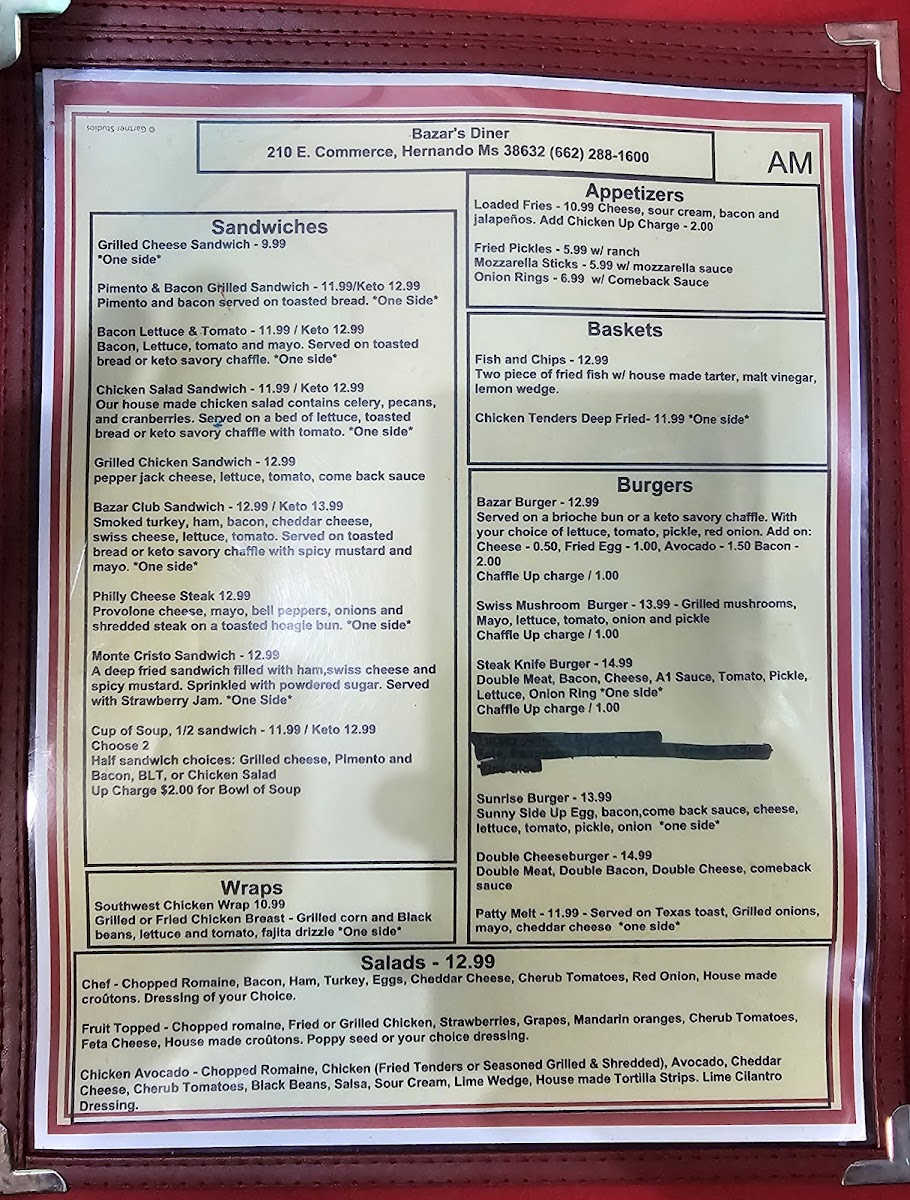 © Gartner Studios
Bazar's Diner
210 E. Commerce, Hernando Ms 38632 (662) 288-1600
AM
Sandwiches
Grilled Cheese Sandwich - 9.99
*One side*
Pimento & Bacon Grilled Sandwich - 11.99/Keto 12.99
Pimento and bacon served on toasted bread. *One Side*
Bacon Lettuce & Tomato - 11.99 / Keto 12.99
Bacon, Lettuce, tomato and mayo. Served on toasted
bread or keto savory chaffle. *One side*
Chicken Salad Sandwich - 11.99 / Keto 12.99
Our house made chicken salad contains celery, pecans,
and cranberries. Served on a bed of lettuce, toasted
bread or keto savory chaffle with tomato. *One side*
Grilled Chicken Sandwich - 12.99
pepper jack cheese, lettuce, tomato, come back sauce
Bazar Club Sandwich - 12.99 / Keto 13.99
Smoked turkey, ham, bacon, cheddar cheese,
swiss cheese, lettuce, tomato. Served on toasted
bread or keto savory chaffle with spicy mustard and
mayo. *One side*
Philly Cheese Steak 12.99
Provolone cheese, mayo, bell peppers, onions and
shredded steak on a toasted hoagie bun. *One side*
Monte Cristo Sandwich - 12.99
A deep fried sandwich filled with ham,swiss cheese and
spicy mustard. Sprinkled with powdered sugar. Served
with Strawberry Jam. *One Side*
Cup of Soup, 1/2 sandwich - 11.99 / Keto 12.99
Choose 2
Half sandwich choices: Grilled cheese, Pimento and
Bacon, BLT, or Chicken Salad
Up Charge $2.00 for Bowl of Soup
Wraps
Southwest Chicken Wrap 10.99
Grilled or Fried Chicken Breast - Grilled corn and Black
beans, lettuce and tomato, fajita drizzle *One side*
Appetizers
Loaded Fries - 10.99 Cheese, sour cream, bacon and
jalapeños. Add Chicken Up Charge - 2.00
Fried Pickles - 5.99 w/ ranch
Mozzarella Sticks - 5.99 w/ mozzarella sauce
Onion Rings - 6.99 w/ Comeback Sauce
Baskets
Fish and Chips - 12.99
Two piece of fried fish w/ house made tarter, malt vinegar,
lemon wedge.
Chicken Tenders Deep Fried- 11.99 *One side*
Burgers
Bazar Burger - 12.99
Served on a brioche bun or a keto savory chaffle. With
your choice of lettuce, tomato, pickle, red onion. Add on:
Cheese - 0.50, Fried Egg - 1.00, Avocado - 1.50 Bacon -
2.00
Chaffle Up charge / 1.00
Swiss Mushroom Burger - 13.99 - Grilled mushrooms,
Mayo, lettuce, tomato, onion and pickle
Chaffle Up charge / 1.00
Steak Knife Burger - 14.99
Double Meat, Bacon, Cheese, A1 Sauce, Tomato, Pickle,
Lettuce, Onion Ring *One side*
Chaffle Up charge / 1.00
Sunrise Burger - 13.99
Sunny Side Up Egg, bacon,come back sauce, cheese,
lettuce, tomato, pickle, onion *one side*
Double Cheeseburger - 14.99
Double Meat, Double Bacon, Double Cheese, comeback
sauce
Patty Melt - 11.99 - Served on Texas toast, Grilled onions,
mayo, cheddar cheese *one side*
Salads - 12.99
Chef - Chopped Romaine, Bacon, Ham, Turkey, Eggs, Cheddar Cheese, Cherub Tomatoes, Red Onion, House made
croûtons. Dressing of your Choice.
Fruit Topped - Chopped romaine, Fried or Grilled Chicken, Strawberries, Grapes, Mandarin oranges, Cherub Tomatoes,
Feta Cheese, House made croûtons. Poppy seed or your choice dressing.
Chicken Avocado - Chopped Romaine, Chicken (Fried Tenders or Seasoned Grilled & Shredded), Avocado, Cheddar
Cheese, Cherub Tomatoes, Black Beans, Salsa, Sour Cream, Lime Wedge, House made Tortilla Strips. Lime Cilantro
Dressing.